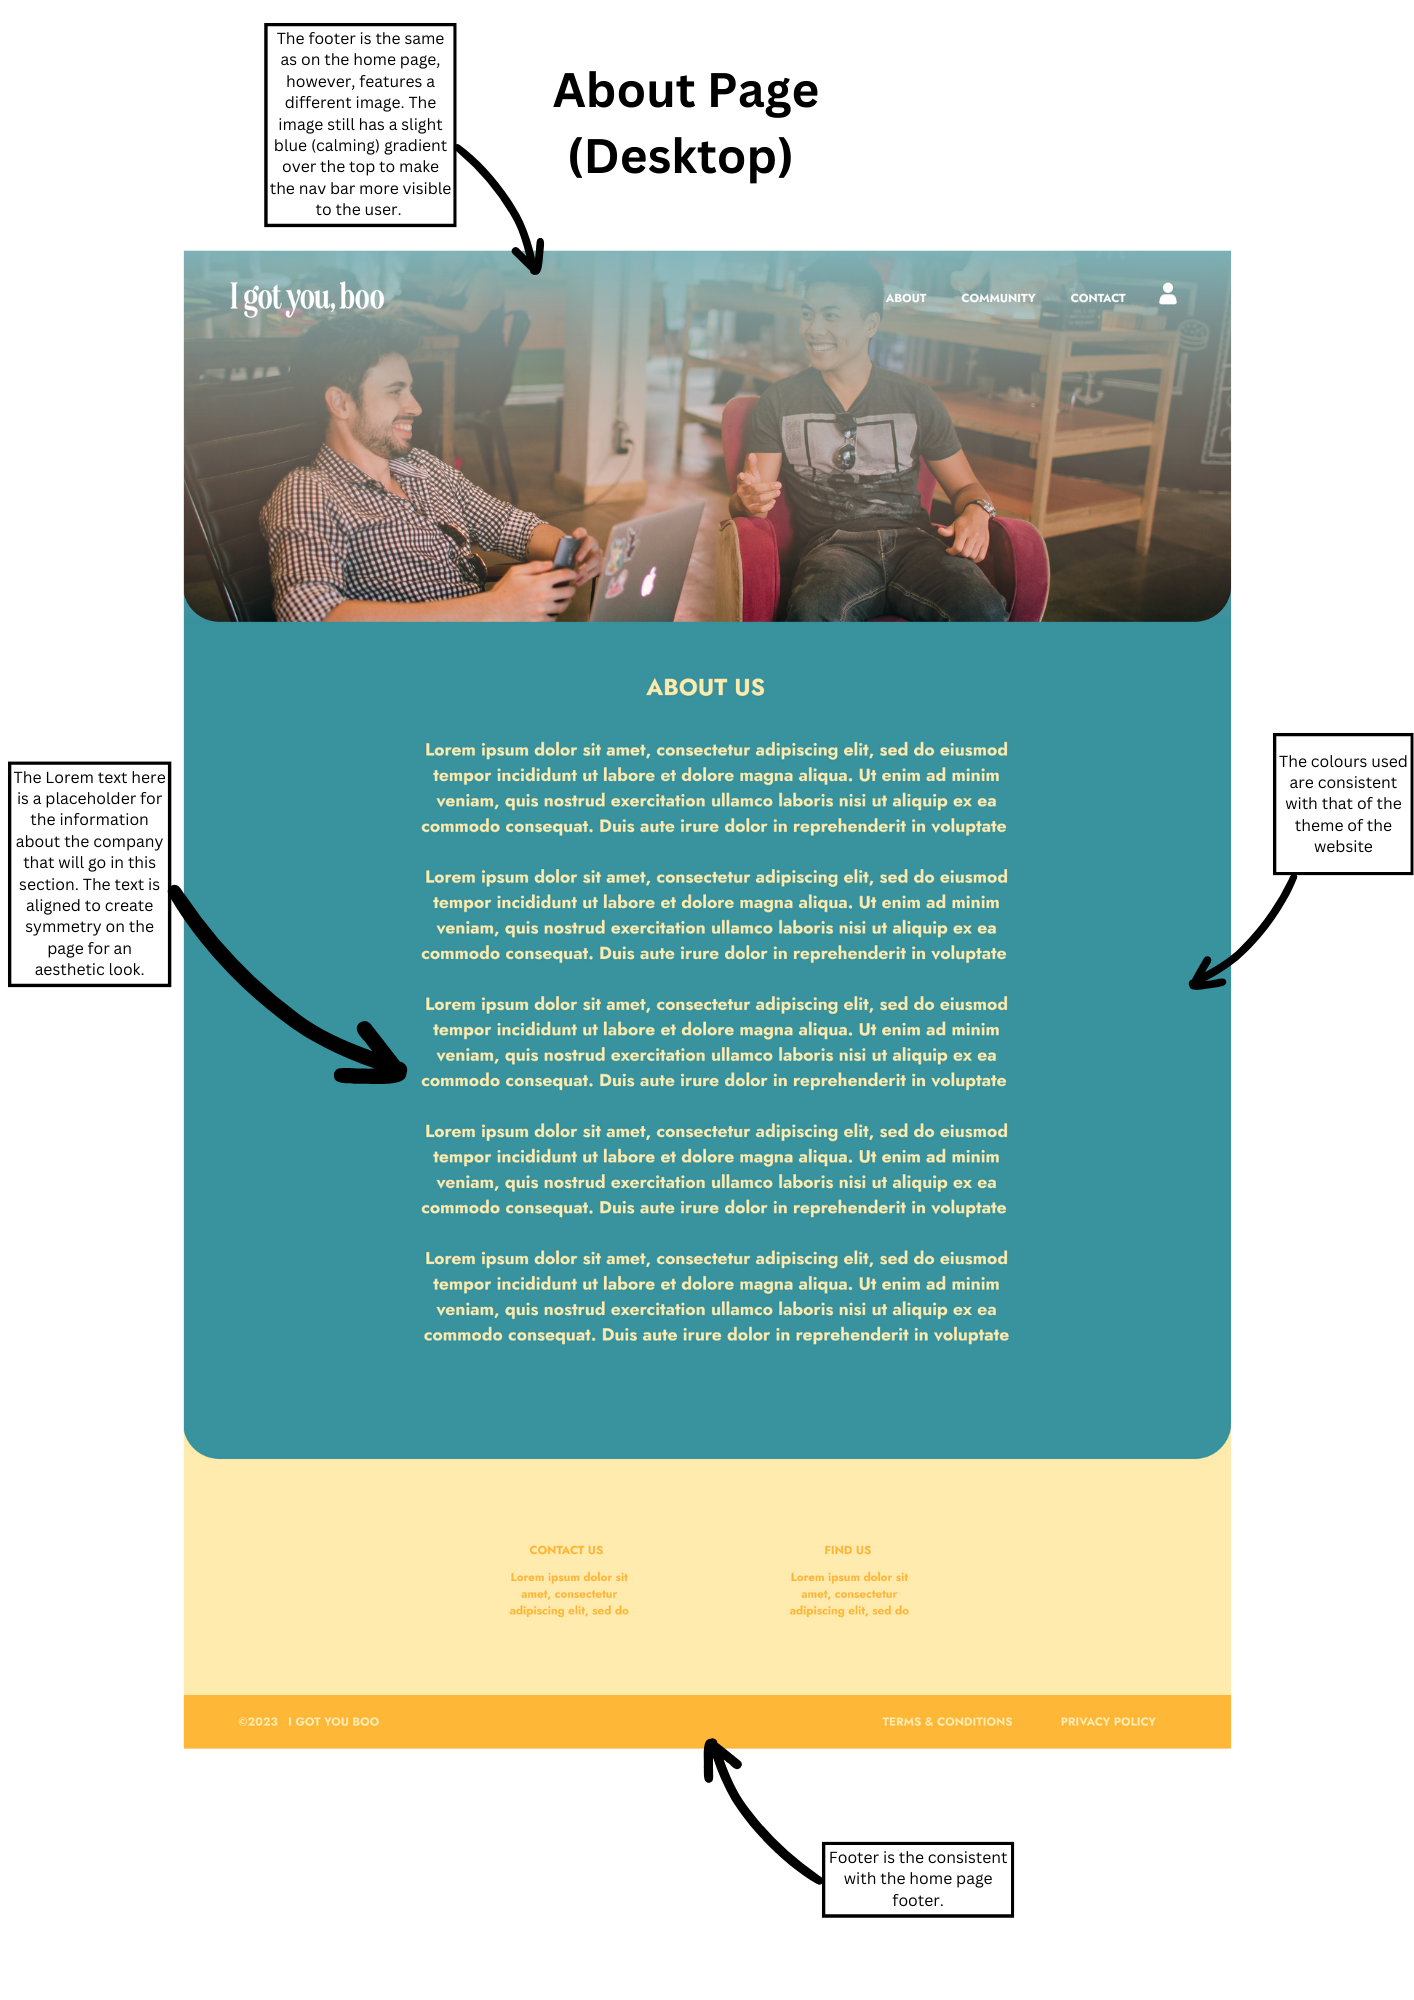 The footer is the same
as on the home page,
however, features a
different image. The
image still has a slight
blue (calming) gradient
over the top to make
the nav bar more visible
to the user.
About Page
(Desktop)
I got you, boo
ABOUT COMMUNITY CONTACT
ABOUT US
Lorem ipsum dolor sit amet, consectetur adipiscing elit, sed do eiusmod
tempor incididunt ut labore et dolore magna aliqua. Ut enim ad minim
veniam, quis nostrud exercitation ullamco laboris nisi ut aliquip ex ea
commodo consequat. Duis aute irure dolor in reprehenderit in voluptate
Lorem ipsum dolor sit amet, consectetur adipiscing elit, sed do eiusmod
tempor incididunt ut labore et dolore magna aliqua. Ut enim ad minim
veniam, quis nostrud exercitation ullamco laboris nisi ut aliquip ex ea
commodo consequat. Duis aute irure dolor in reprehenderit in voluptate
Lorem ipsum dolor sit amet, consectetur adipiscing elit, sed do eiusmod
tempor incididunt ut labore et dolore magna aliqua. Ut enim ad minim
veniam, quis nostrud exercitation ullamco laboris nisi ut aliquip ex ea
commodo consequat. Duis aute irure dolor in reprehenderit in voluptate
Lorem ipsum dolor sit amet, consectetur adipiscing elit, sed do eiusmod
tempor incididunt ut labore et dolore magna aliqua. Ut enim ad minim
veniam, quis nostrud exercitation ullamco laboris nisi ut aliquip ex ea
commodo consequat. Duis aute irure dolor in reprehenderit in voluptate
Lorem ipsum dolor sit amet, consectetur adipiscing elit, sed do eiusmod
tempor incididunt ut labore et dolore magna aliqua. Ut enim ad minim
veniam, quis nostrud exercitation ullamco laboris nisi ut aliquip ex ea
commodo consequat. Duis aute irure dolor in reprehenderit in voluptate
The Lorem text here
is a placeholder for
the information
about the company
that will go in this
section. The text is
aligned to create
symmetry on the
page for an
aesthetic look.
The colours used
are consistent
with that of the
theme of the
website
CONTACT US
Lorem ipsum dolor sit
amet, consectetur
adipiscing elit, sed do
FIND US
Lorem ipsum dolor sit
amet, consectetur
adipiscing elit, sed do
©2023 I GOT YOU BOO
TERMS & CONDITIONS PRIVACY POLICY
Footer is the consistent
with the home page
footer.